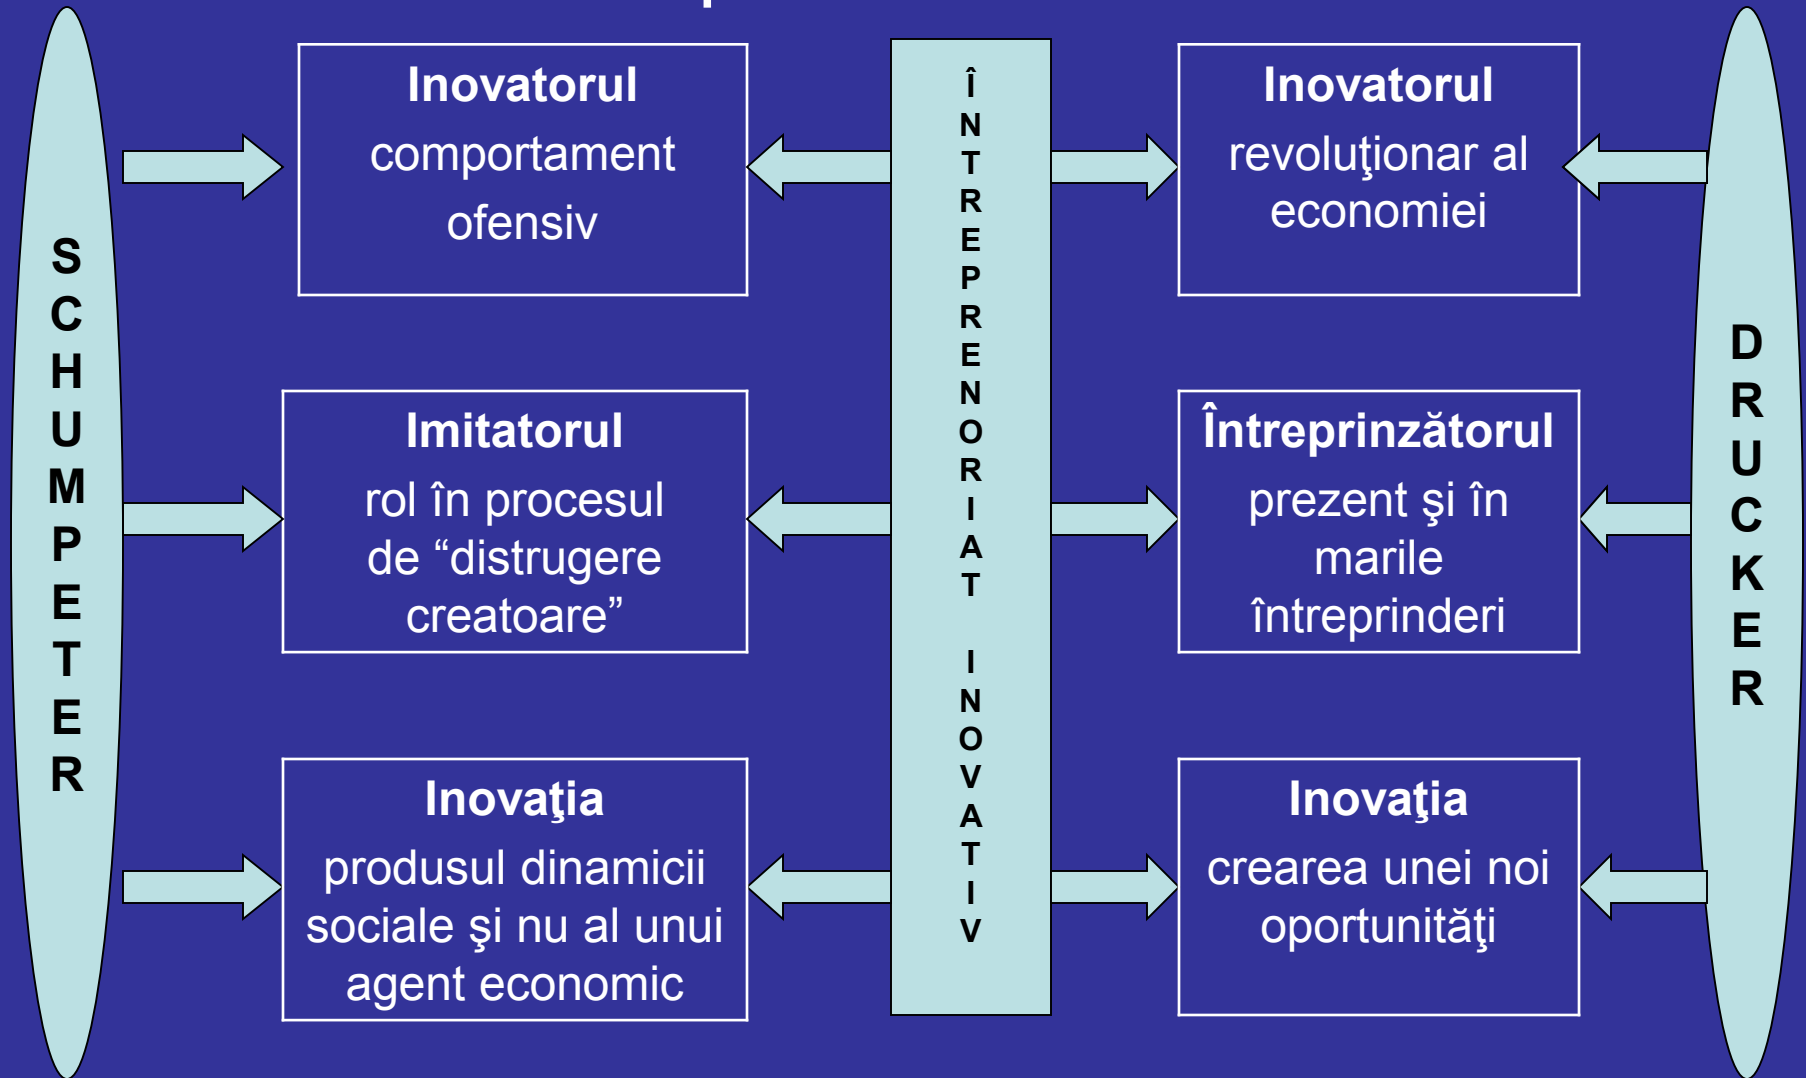 SCHUMPETER
Inovatorul
comportament
ofensiv
Imitatorul
rol în procesul
de “distrugere
creatoare”
Inovaţia
produsul dinamicii
sociale şi nu al unui
agent economic
ÎNTREPRENORIAT INOVATIV
Inovatorul
revoluţionar al
economiei
Întreprinzătorul
prezent şi în
marile
întreprinderi
Inovaţia
crearea unei noi
oportunităţi
DRUCKER